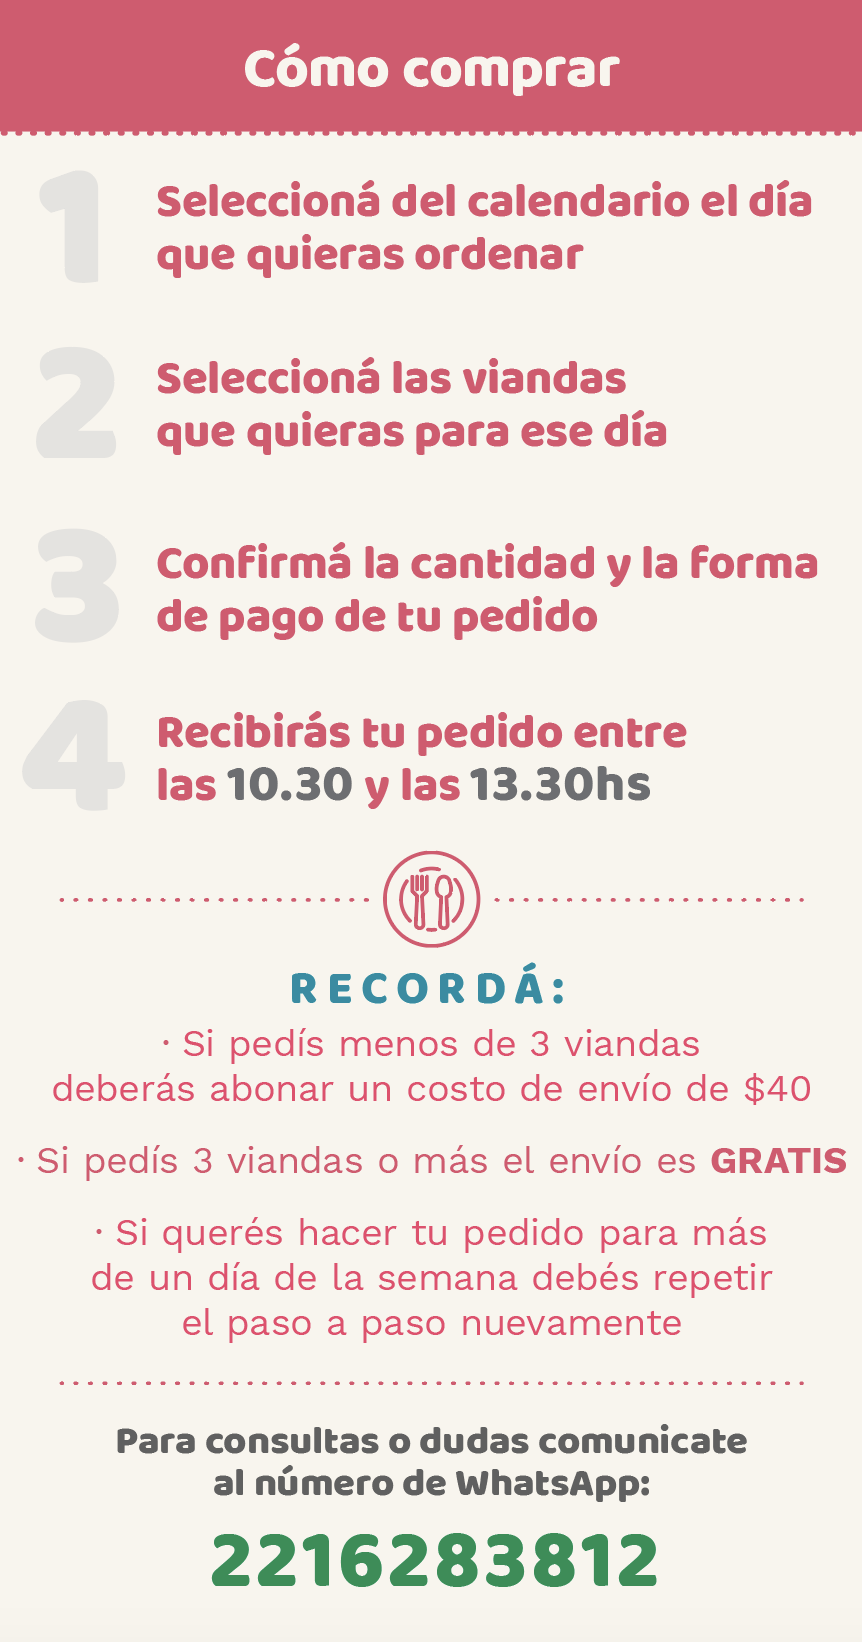 Cómo comprar
1
Seleccioná del calendario el día
que quieras ordenar
2
Seleccioná las viandas
que quieras para ese día
3
Confirmá la cantidad y la forma
de pago de tu pedido
4
Recibirás tu pedido entre
las 10.30 y las 13.30hs
RECORDÁ:
· Si pedís menos de 3 viandas
deberás abonar un costo de envío de $40
· Si pedís 3 viandas o más el envío es GRATIS
· Si querés hacer tu pedido para más
de un día de la semana debés repetir
el paso a paso nuevamente
Para consultas o dudas comunicate
al número de WhatsApp:
2216283812